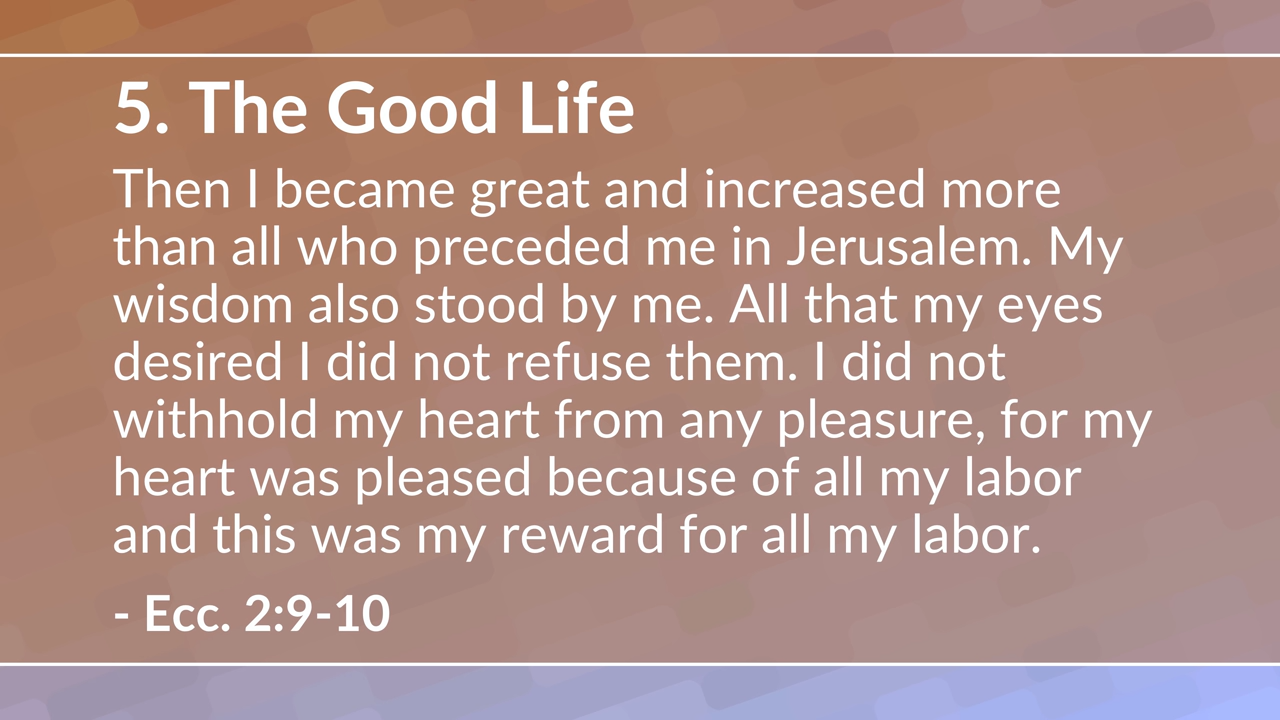 5. The Good Life
Then I became great and increased more
than all who preceded me in Jerusalem. My
wisdom also stood by me. All that my eyes
desired I did not refuse them. I did not
withhold my heart from any pleasure, for my
heart was pleased because of all my labor
and this was my reward for all my labor.
- Ecc. 2:9-10